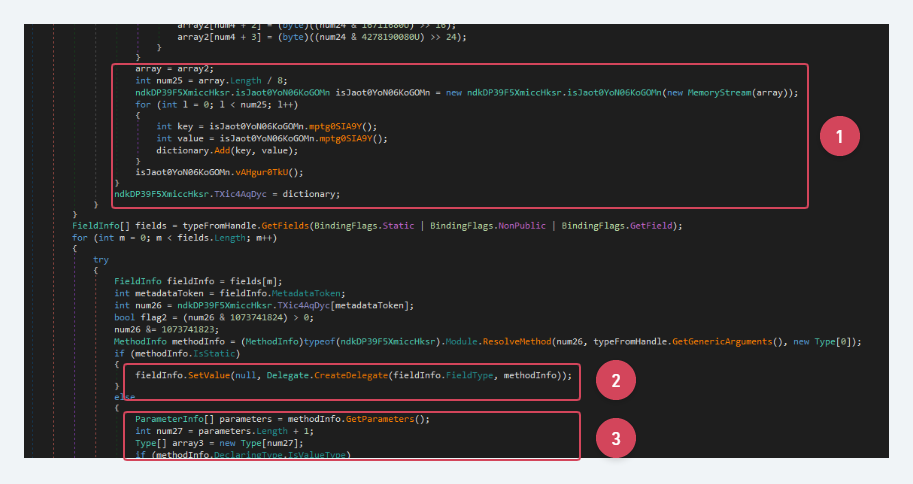 array2[num4 + 2] = (byte)((num24 & 16711680U) >> 16);
array2[num4 + 3] = (byte)((num24 & 4278190080U) >> 24);
}
}
array = array2;
int num25 = array.Length / 8;
ndkDP39F5XmiccHksr.isJaot0YoN06KoGOMn isJaot0YoN06KoGOMn = new ndkDP39F5XmiccHksr.isJaot0YoN06KoGOMn(new MemoryStream(array));
for (int l = 0; l < num25; l++)
{
int key = isJaot0YoN06KoGOMn.mptg0SIA9Y();
int value = isJaot0YoN06KoGOMn.mptg0SIA9Y();
dictionary.Add(key, value);
}
isJaot0YoN06KoGOMn.vAHgur0TkU();
}
ndkDP39F5XmiccHksr.TXic4AqDyc = dictionary;
}
}
FieldInfo[] fields = typeFromHandle.GetFields(BindingFlags.Static | BindingFlags.NonPublic | BindingFlags.GetField);
for (int m = 0; m < fields.Length; m++)
{
try
{
FieldInfo fieldInfo = fields[m];
int metadataToken = fieldInfo.MetadataToken;
int num26 = ndkDP39F5XmiccHksr.TXic4AqDyc[metadataToken];
bool flag2 = (num26 & 1073741824) > 0;
num26 &= 1073741823;
MethodInfo methodInfo = (MethodInfo)typeof(ndkDP39F5XmiccHksr).Module.ResolveMethod(num26, typeFromHandle.GetGenericArguments(), new Type[0]);
if (methodInfo.IsStatic)
{
fieldInfo.SetValue(null, Delegate.CreateDelegate(fieldInfo.FieldType, methodInfo));
}
else
{
ParameterInfo[] parameters = methodInfo.GetParameters();
int num27 = parameters.Length + 1;
Type[] array3 = new Type[num27];
if (methodInfo.DeclaringType.IsValueType)
1
2
3